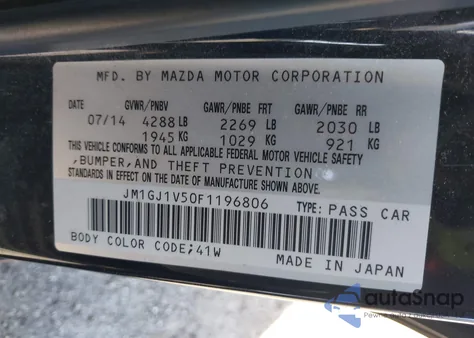 MFD. BY MAZDA MOTOR CORPORATION
DATE GVWR/PNBV GAWR/PNBE FRT GAWR/PNBE RR
07/14 4288 LB 2269 LB 2030 LB
1945 KG 1029 KG 921 KG
THIS VEHICLE CONFORMS TO ALL APPLICABLE FEDERAL MOTOR VEHICLE SAFETY,
,BUMPER,AND THEFT PREVENTION STANDARDS IN EFFECT ON THE DATE OF MANUFACTURE SHOWN ABOVE.
JM1GJ1V50F1196806 TYPE: PASS CAR
BODY COLOR CODE;41W
MADE IN JAPAN
autoSnap